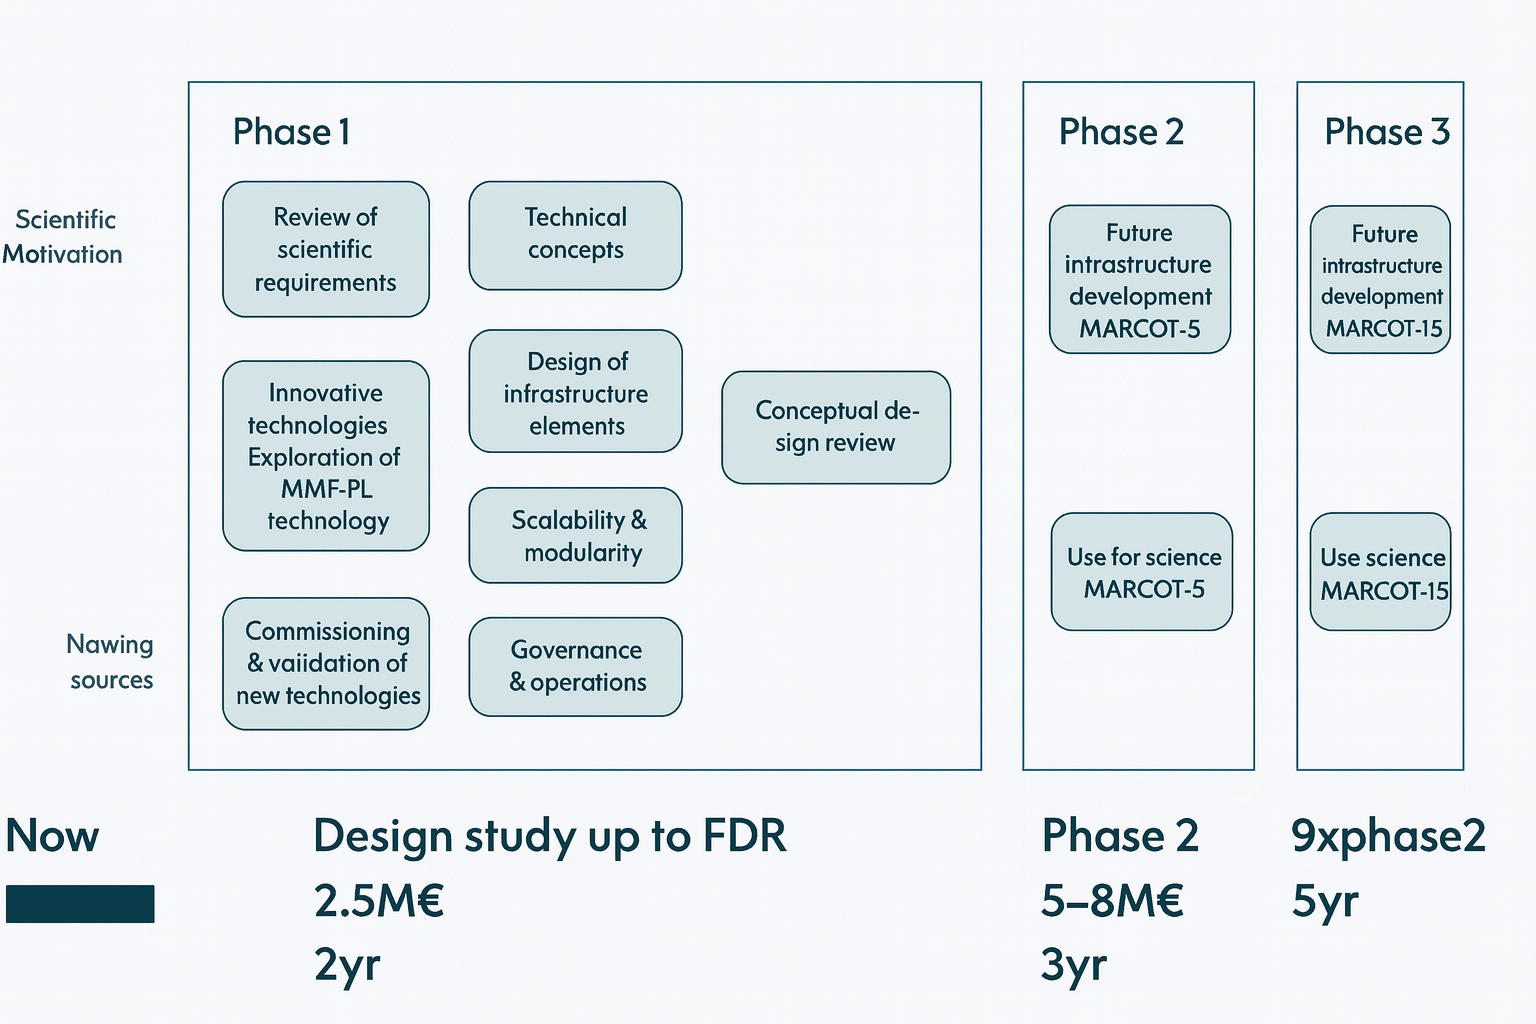 Phase 1
Phase 2
Phase 3
Scientific
Motivation
Review of
scientific
requirements
Technical
concepts
Future
intrastructure
development
MARCOT-5
Future
intrastructure
development
MARCOT-15
Innovative
technologies
Exploration of
MMF-PL
technology
Design of
infrastructure
elements
Conceptual de-
sign review
Scalability &
modularity
Use for science
MARCOT-5
Use science
MARCOT-15
Nawing
sources
Commissioning
& vaiidation of
new technologies
Governance
& operations
Now
Design study up to FDR
2.5M€
2yr
Phase 2
5–8M€
3yr
9xphase2
5yr